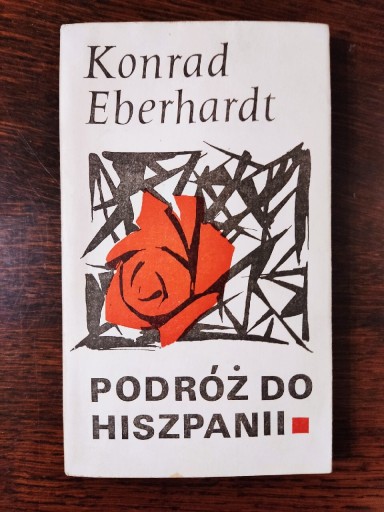 Konrad
Eberhardt
PODRÓŻ DO
HISZPANII